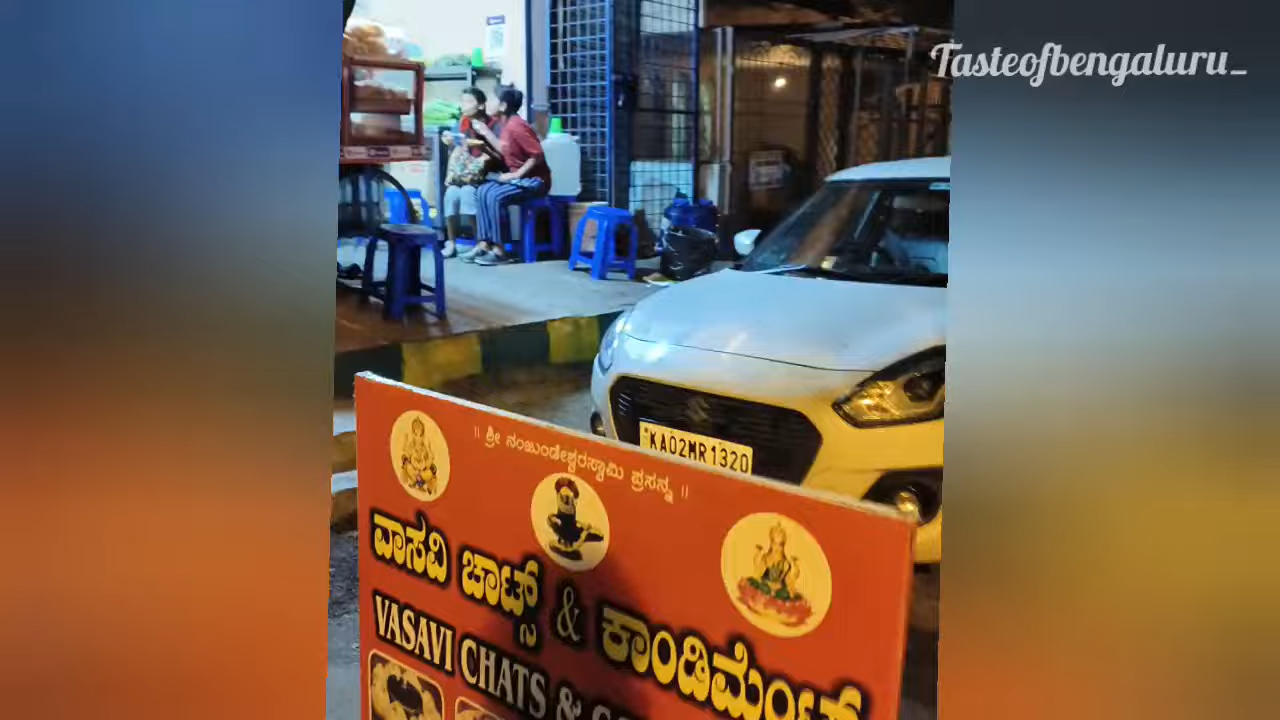 Tasteofbengaluru_
KA02MR1320
॥ ಶ್ರೀ ನಂಜುಂಡೇಶ್ವರಸ್ವಾಮಿ ಪ್ರಸನ್ನ ॥
ವಾಸವಿ ಚಾಟ್ಸ್ & ಕಾಂಡಿಮೆಂಟ್ಸ್
VASAVI CHATS &